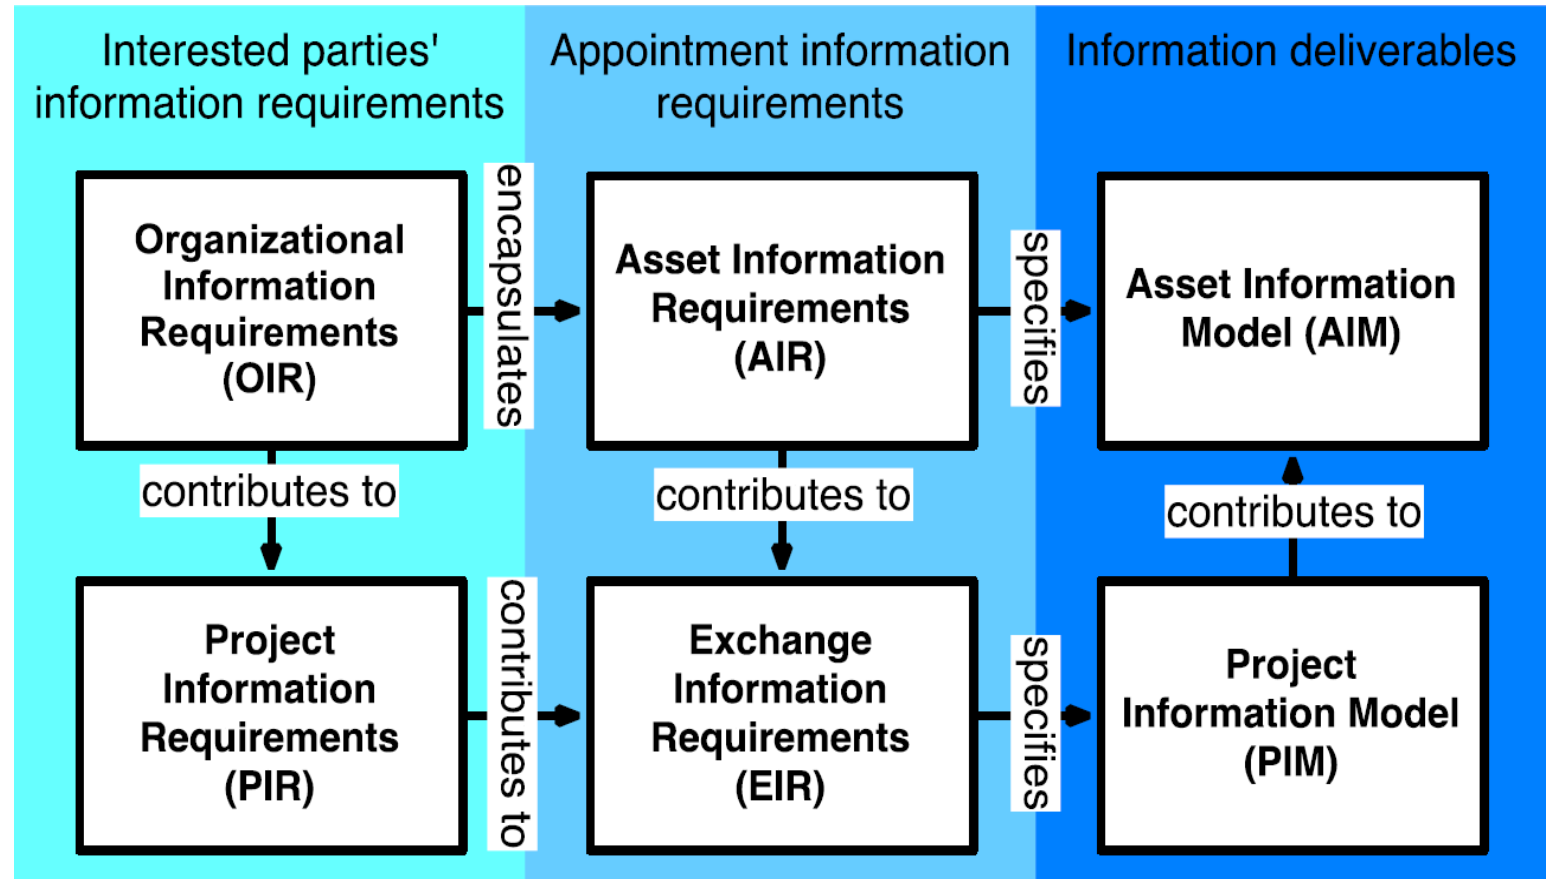 Interested parties'
information requirements
Appointment information
requirements
Information deliverables
Organizational
Information
Requirements
(OIR)
encapsulates
Asset Information
Requirements
(AIR)
specifies
Asset Information
Model (AIM)
contributes to
contributes to
contributes to
Project
Information
Requirements
(PIR)
contributes to
Exchange
Information
Requirements
(EIR)
specifies
Project
Information Model
(PIM)